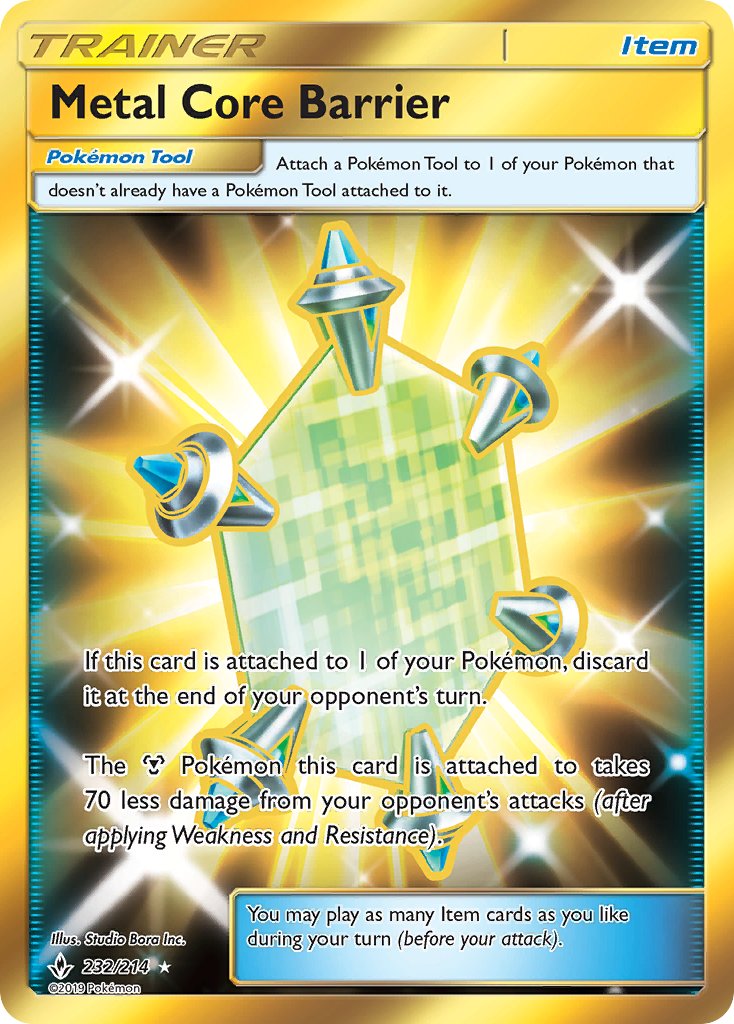 TRAINER
Item
Metal Core Barrier
Pokémon Tool
Attach a Pokémon Tool to 1 of your Pokémon that
doesn't already have a Pokémon Tool attached to it.
If this card is attached to 1 of your Pokémon, discard
it at the end of your opponent's turn.
The Pokémon this card is attached to takes
70 less damage from your opponent's attacks (after
applying Weakness and Resistance).
You may play as many Item cards as you like
during your turn (before your attack).
Illus. Studio Bora Inc.
232/214 ★
©2019 Pokémon